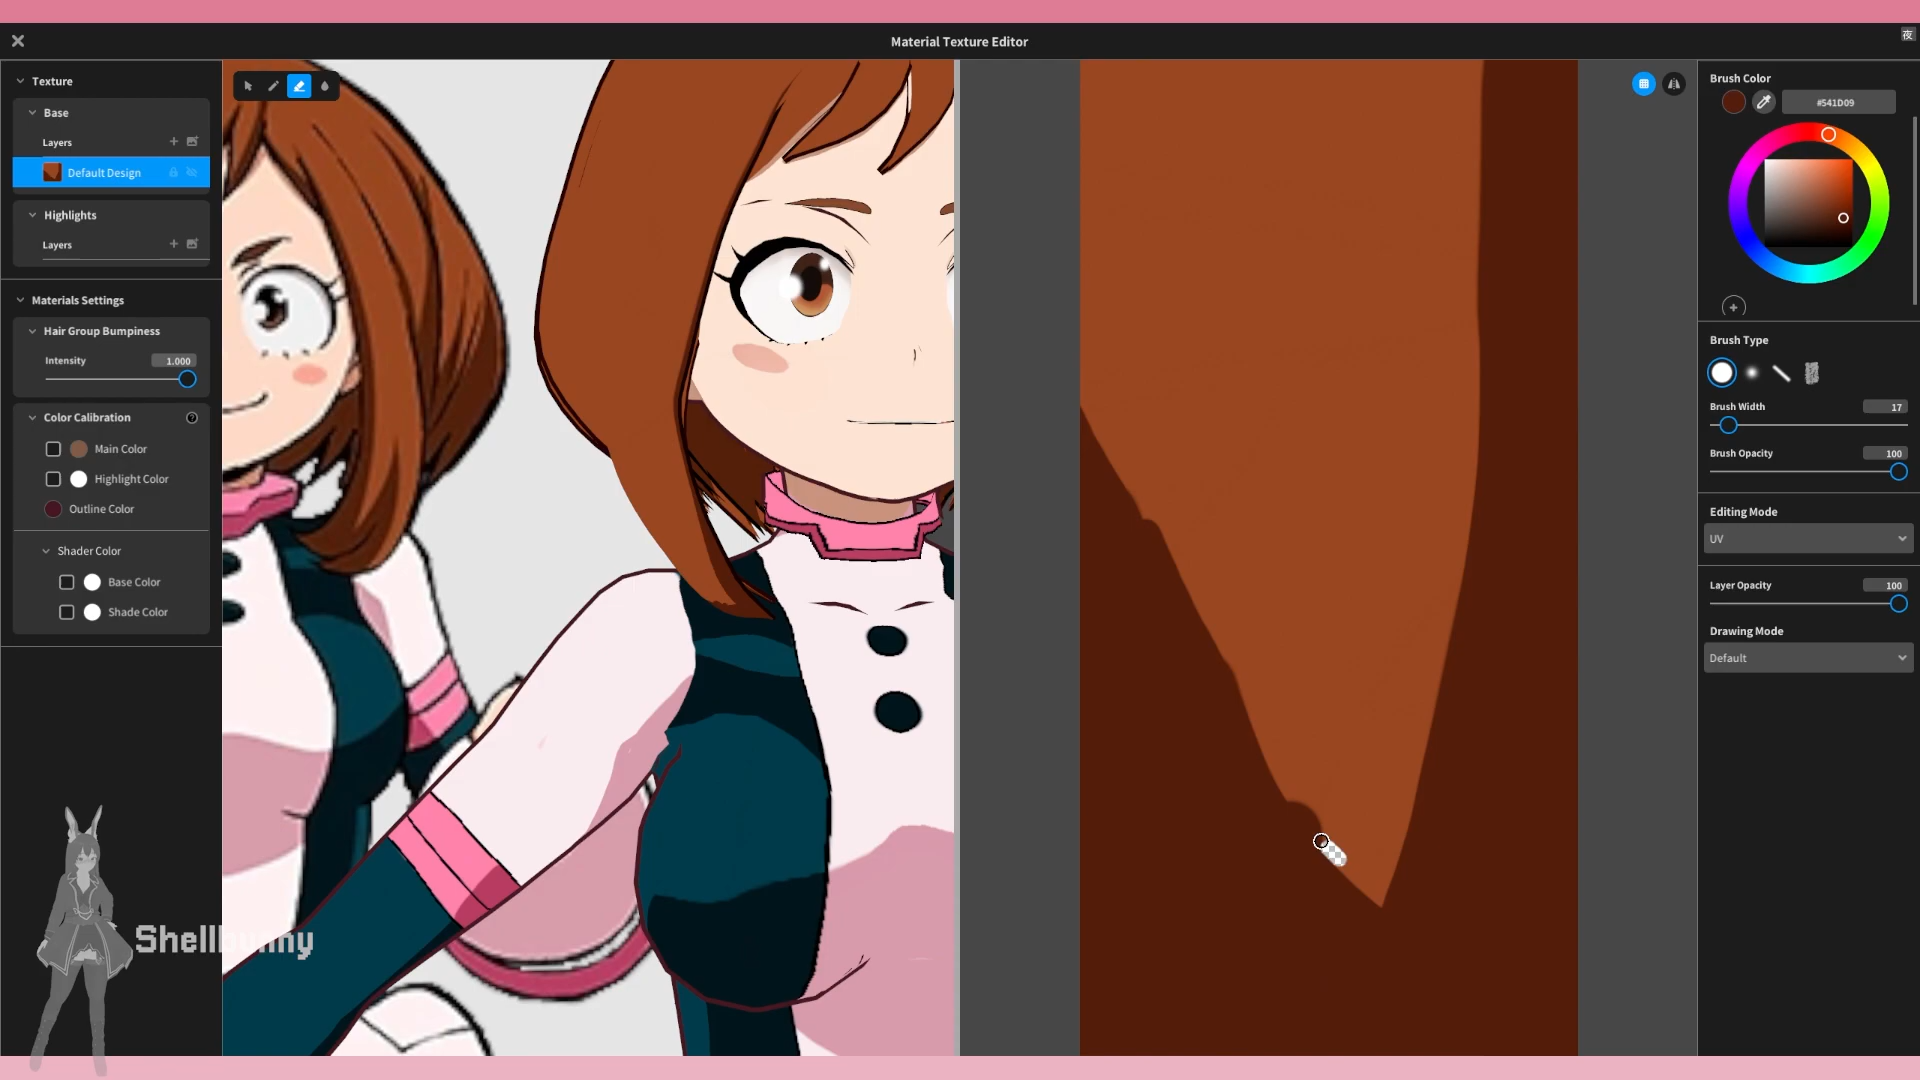 Material Texture Editor
夜
Texture
Base
Layers
Default Design
Highlights
Layers
Materials Settings
Hair Group Bumpiness
Intensity
1.000
Color Calibration
Main Color
Highlight Color
Outline Color
Shader Color
Base Color
Shade Color
Shellbunny
Brush Color
#541D09
Brush Type
Brush Width
17
Brush Opacity
100
Editing Mode
UV
Layer Opacity
100
Drawing Mode
Default